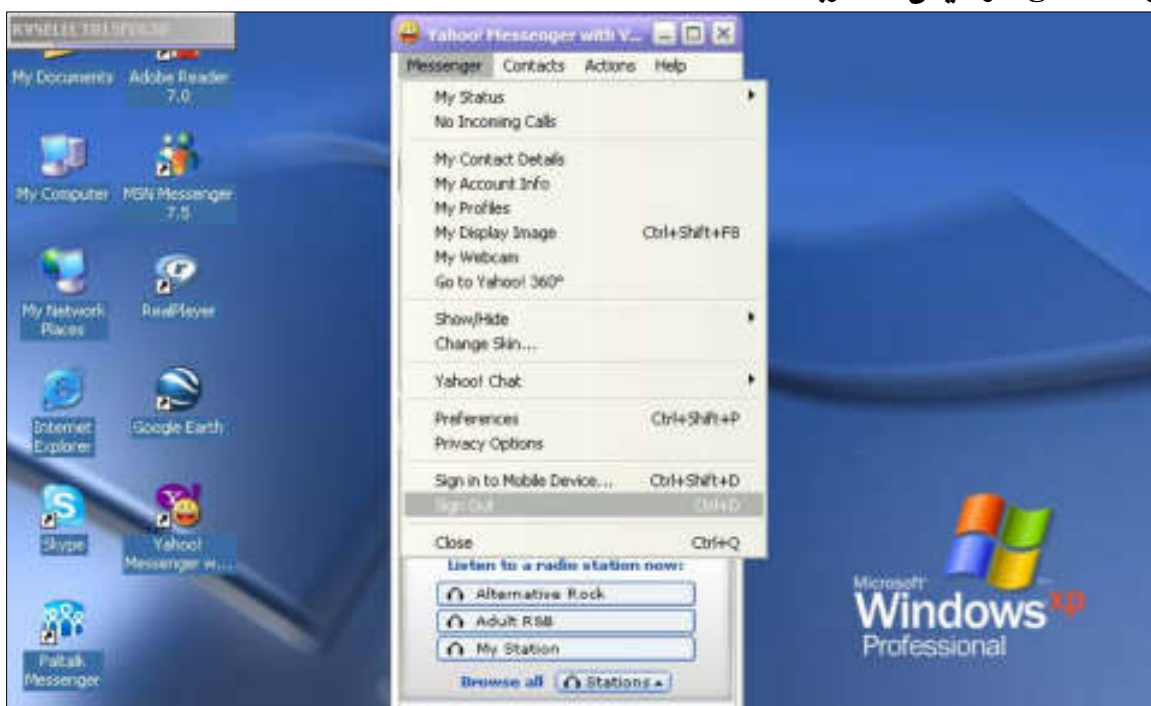 My Documents
Adobe Reader
7.0
My Computer
MSN Messenger
7.5
My Network
Places
RealPlayer
Internet
Explorer
Google Earth
Skype
Yahoo!
Messenger w...
Paltalk
Messenger
Yahoo! Messenger with Y...
Messenger Contacts Actions Help
My Status
No Incoming Calls
My Contact Details
My Account Info
My Profiles
My Display Image Ctrl+Shift+F8
My Webcam
Go to Yahoo! 360°
Show/Hide
Change Skin...
Yahoo! Chat
Preferences Ctrl+Shift+P
Privacy Options
Sign in to Mobile Device... Ctrl+Shift+D
Sign Out Ctrl+D
Close Ctrl+Q
Listen to a radio station now:
Alternative Rock
Adult R&B
My Station
Browse all Stations
Microsoft
Windows xp
Professional